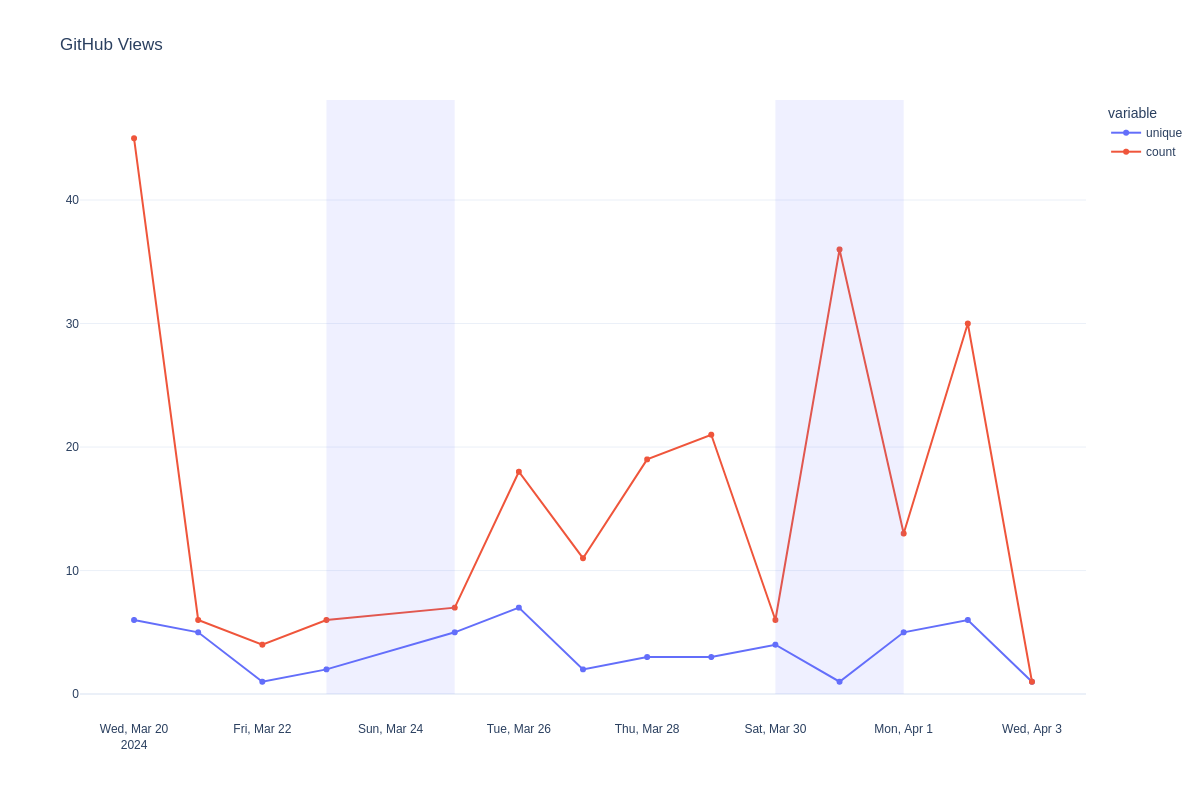 GitHub Views
variable
unique
count
40
30
20
10
0
Wed, Mar 20
2024
Fri, Mar 22
Sun, Mar 24
Tue, Mar 26
Thu, Mar 28
Sat, Mar 30
Mon, Apr 1
Wed, Apr 3